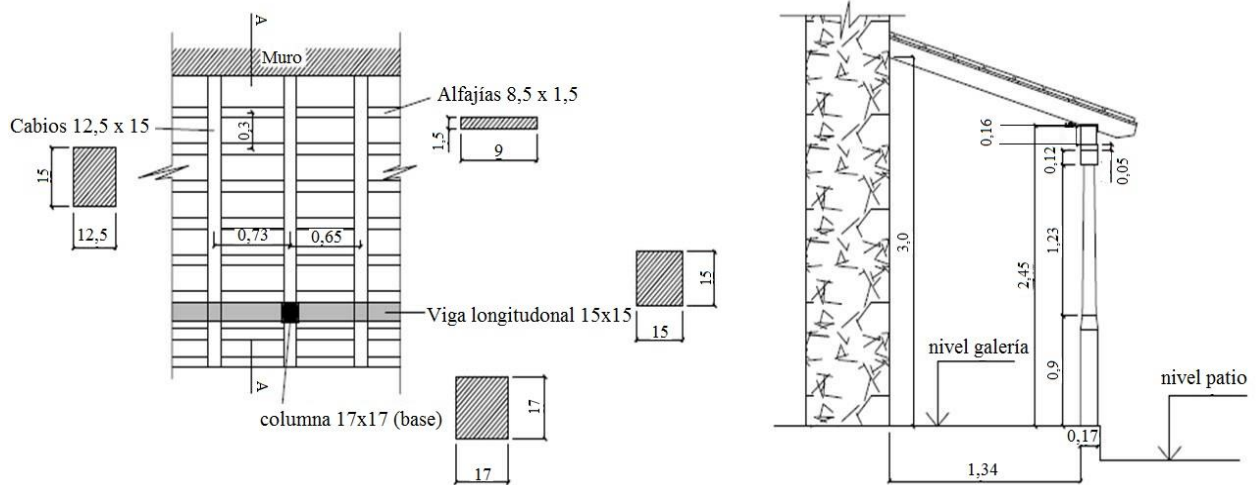 A
Muro
Alfajías 8,5 x 1,5
1,5
9
Cabios 12,5 x 15
15
12,5
0,3
0,73
0,65
Viga longitudonal 15x15
15
15
A
columna 17x17 (base)
17
17
0,16
0,12
0,05
3,0
2,45
1,23
0,9
nivel galería
nivel patio
0,17
1,34